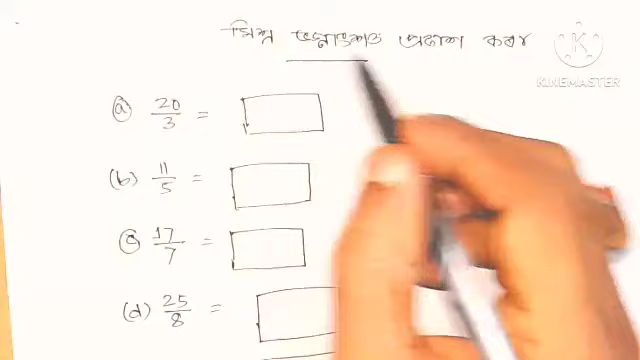 মিশ্ৰ ভগ্নাংশত প্ৰকাশ কৰা
(a) 20/3 =
(b) 11/5 =
(c) 17/7 =
(d) 25/8 =
KINEMASTER